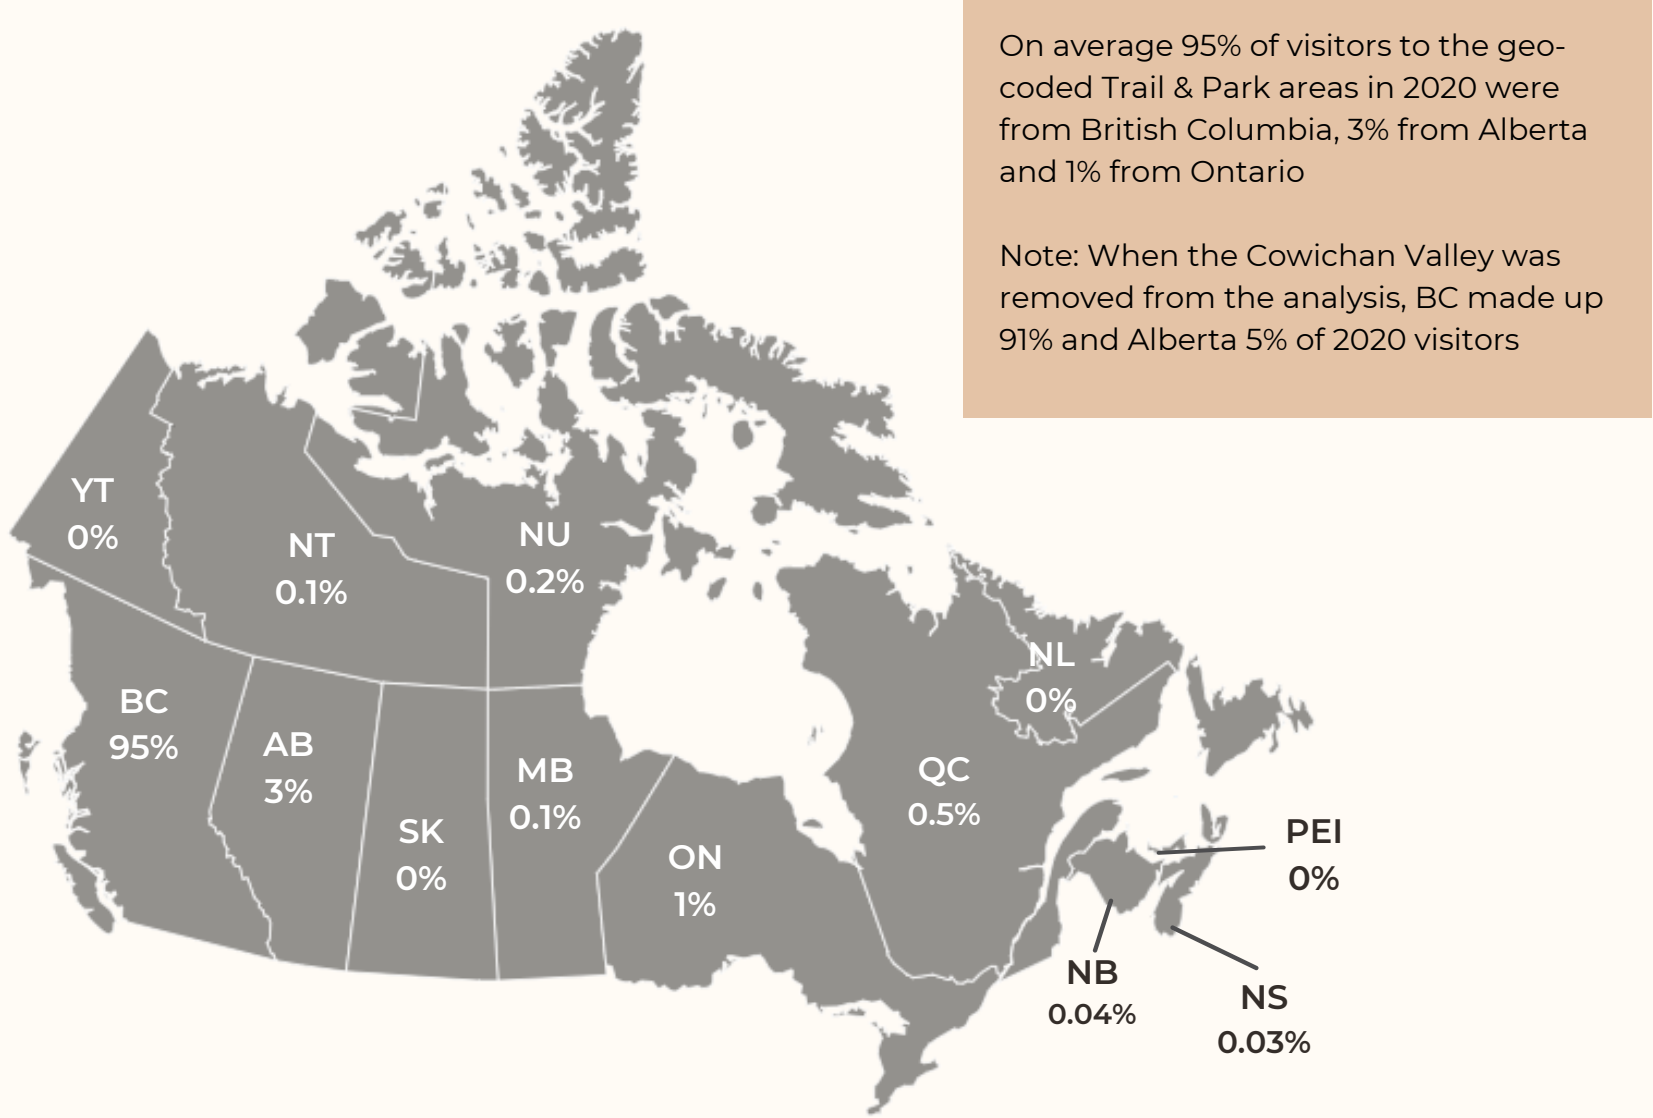 On average 95% of visitors to the geo-
coded Trail & Park areas in 2020 were
from British Columbia, 3% from Alberta
and 1% from Ontario
Note: When the Cowichan Valley was
removed from the analysis, BC made up
91% and Alberta 5% of 2020 visitors
YT
0%
NT
0.1%
NU
0.2%
BC
95%
AB
3%
SK
0%
MB
0.1%
ON
1%
QC
0.5%
NL
0%
PEI
0%
NB
0.04%
NS
0.03%